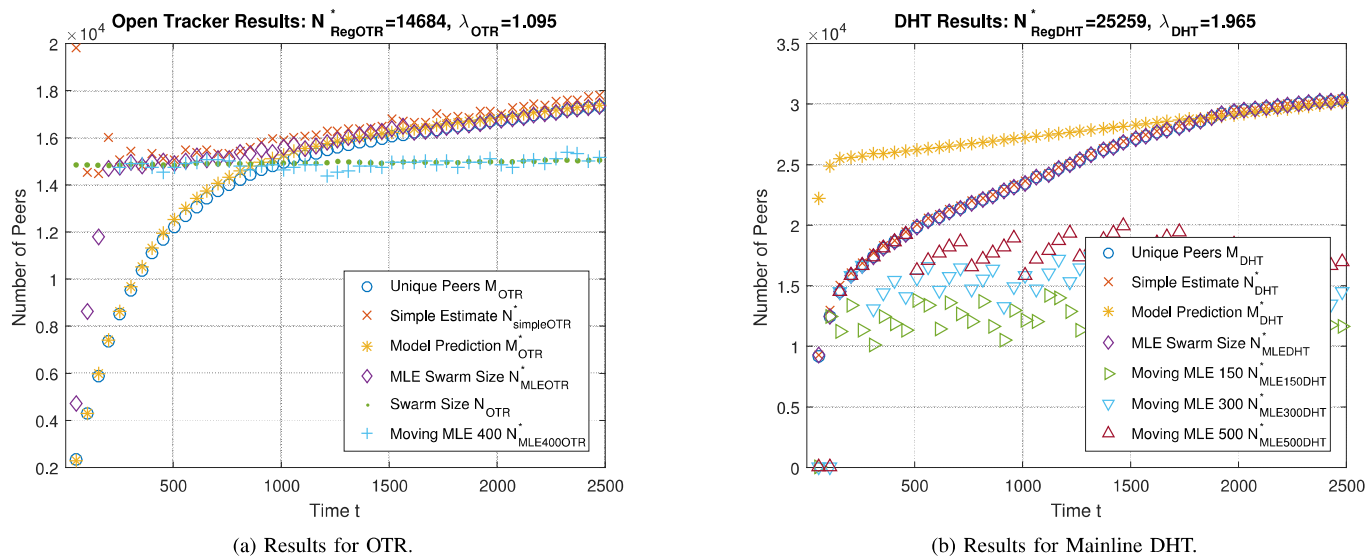 Open Tracker Results: N*RegOTR=14684, λOTR=1.095
×10^4
2
1.8
1.6
1.4
1.2
1
0.8
0.6
0.4
0.2
Number of Peers
Unique Peers MOTR
Simple Estimate N*simpleOTR
Model Prediction M*OTR
MLE Swarm Size N*MLEOTR
Swarm Size NOTR
Moving MLE 400 N*MLE400OTR
500 1000 1500 2000 2500
Time t
(a) Results for OTR.
DHT Results: N*RegDHT=25259, λDHT=1.965
×10^4
3.5
3
2.5
2
1.5
1
0.5
0
Number of Peers
Unique Peers MDHT
Simple Estimate N*DHT
Model Prediction M*DHT
MLE Swarm Size N*MLEDHT
Moving MLE 150 N*MLE150DHT
Moving MLE 300 N*MLE300DHT
Moving MLE 500 N*MLE500DHT
500 1000 1500 2000 2500
Time t
(b) Results for Mainline DHT.